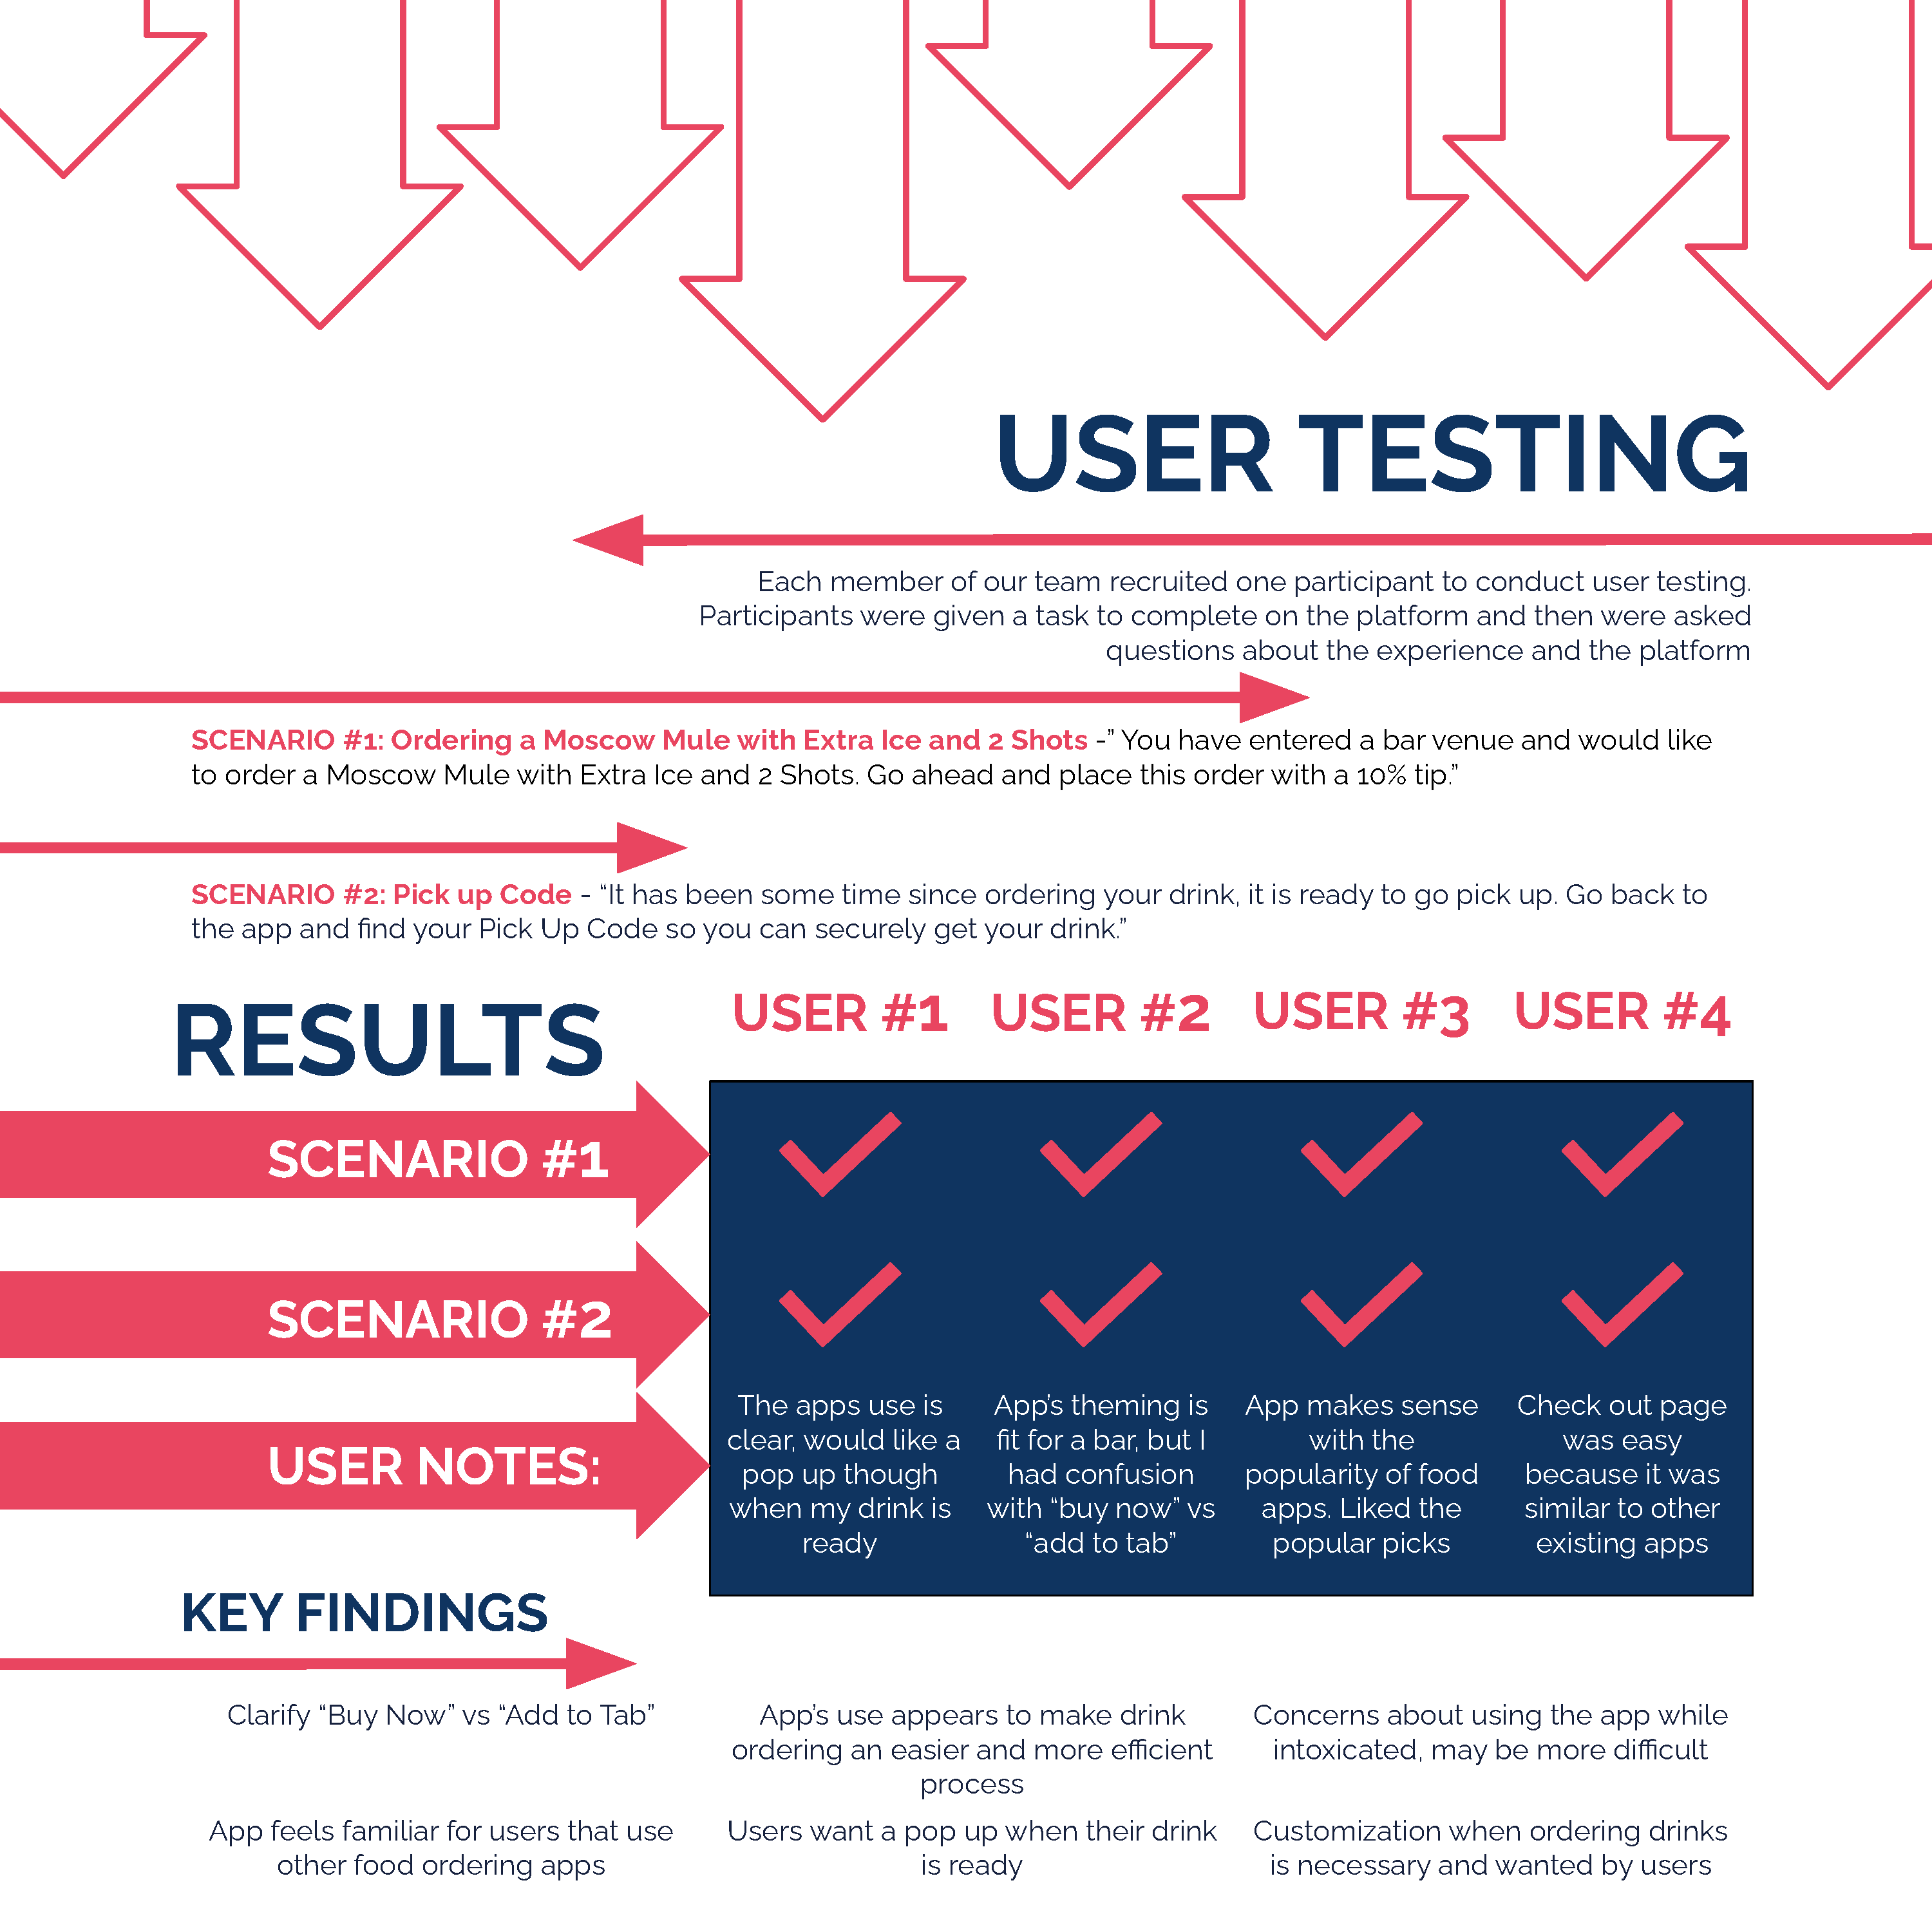 USER TESTING
Each member of our team recruited one participant to conduct user testing.
Participants were given a task to complete on the platform and then were asked
questions about the experience and the platform
SCENARIO #1: Ordering a Moscow Mule with Extra Ice and 2 Shots -” You have entered a bar venue and would like
to order a Moscow Mule with Extra Ice and 2 Shots. Go ahead and place this order with a 10% tip.”
SCENARIO #2: Pick up Code - “It has been some time since ordering your drink, it is ready to go pick up. Go back to
the app and find your Pick Up Code so you can securely get your drink.”
RESULTS
USER #1
USER #2
USER #3
USER #4
SCENARIO #1
SCENARIO #2
USER NOTES:
The apps use is
clear, would like a
pop up though
when my drink is
ready
App’s theming is
fit for a bar, but I
had confusion
with “buy now” vs
“add to tab”
App makes sense
with the
popularity of food
apps. Liked the
popular picks
Check out page
was easy
because it was
similar to other
existing apps
KEY FINDINGS
Clarify “Buy Now” vs “Add to Tab”
App’s use appears to make drink
ordering an easier and more efficient
process
Concerns about using the app while
intoxicated, may be more difficult
App feels familiar for users that use
other food ordering apps
Users want a pop up when their drink
is ready
Customization when ordering drinks
is necessary and wanted by users